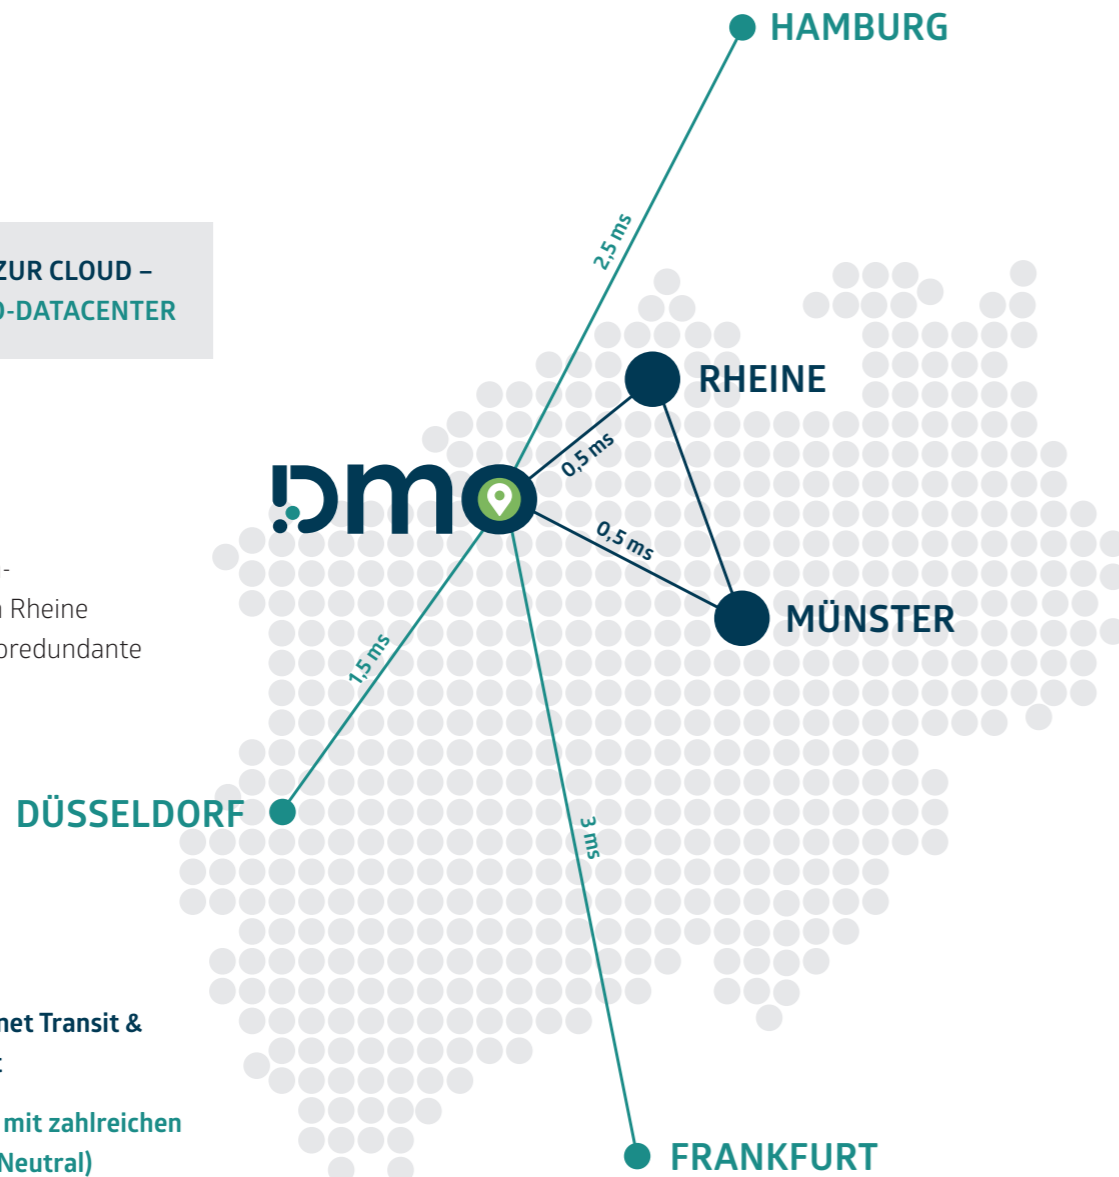 HAMBURG
2,5 ms
ZUR CLOUD –
-DATACENTER
RHEINE
0,5 ms
dmo
0,5 ms
Rheine
MÜNSTER
oredundante
1,5 ms
DÜSSELDORF
3 ms
net Transit &
mit zahlreichen
Neutral)
FRANKFURT